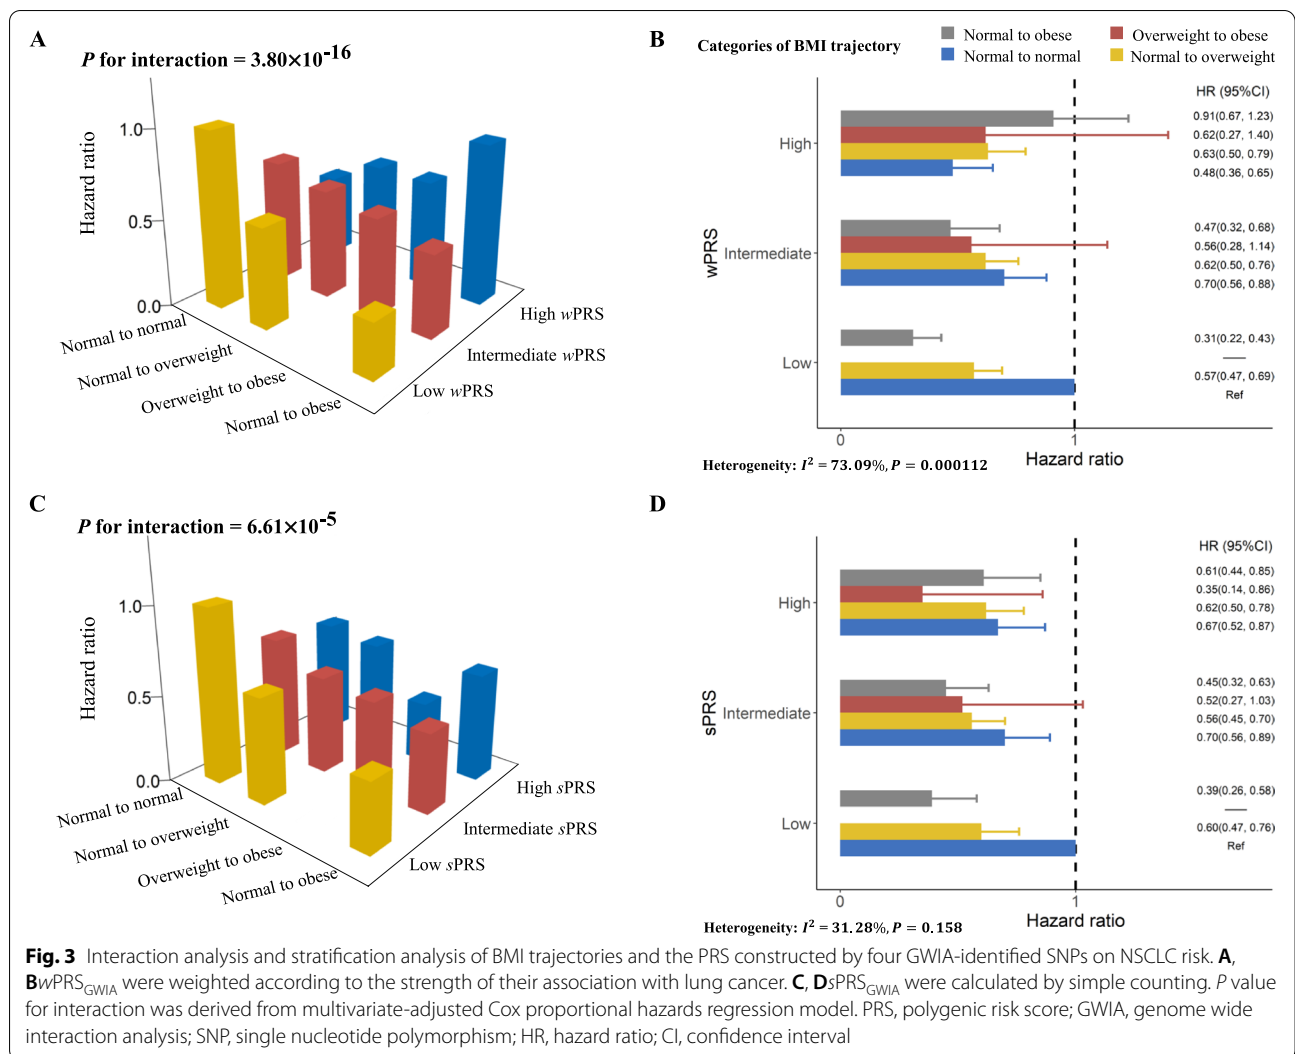 A
P for interaction = 3.80×10-16
Hazard ratio
1.0
0.5
0.0
Normal to normal
Normal to overweight
Overweight to obese
Normal to obese
High wPRS
Intermediate wPRS
Low wPRS
B
Categories of BMI trajectory
Normal to obese
Overweight to obese
Normal to normal
Normal to overweight
HR (95%CI)
wPRS
High
0.91(0.67, 1.23)
0.62(0.27, 1.40)
0.63(0.50, 0.79)
0.48(0.36, 0.65)
Intermediate
0.47(0.32, 0.68)
0.56(0.28, 1.14)
0.62(0.50, 0.76)
0.70(0.56, 0.88)
Low
0.31(0.22, 0.43)
0.57(0.47, 0.69)
Ref
0
1
Hazard ratio
Heterogeneity: I² = 73.09%, P = 0.000112
C
P for interaction = 6.61×10-5
Hazard ratio
1.0
0.5
0.0
Normal to normal
Normal to overweight
Overweight to obese
Normal to obese
High sPRS
Intermediate sPRS
Low sPRS
D
HR (95%CI)
sPRS
High
0.61(0.44, 0.85)
0.35(0.14, 0.86)
0.62(0.50, 0.78)
0.67(0.52, 0.87)
Intermediate
0.45(0.32, 0.63)
0.52(0.27, 1.03)
0.56(0.45, 0.70)
0.70(0.56, 0.89)
Low
0.39(0.26, 0.58)
0.60(0.47, 0.76)
Ref
0
1
Hazard ratio
Heterogeneity: I² = 31.28%, P = 0.158
Fig. 3 Interaction analysis and stratification analysis of BMI trajectories and the PRS constructed by four GWIA-identified SNPs on NSCLC risk. A,
BwPRSGWIA were weighted according to the strength of their association with lung cancer. C, DsPRSGWIA were calculated by simple counting. P value
for interaction was derived from multivariate-adjusted Cox proportional hazards regression model. PRS, polygenic risk score; GWIA, genome wide
interaction analysis; SNP, single nucleotide polymorphism; HR, hazard ratio; CI, confidence interval